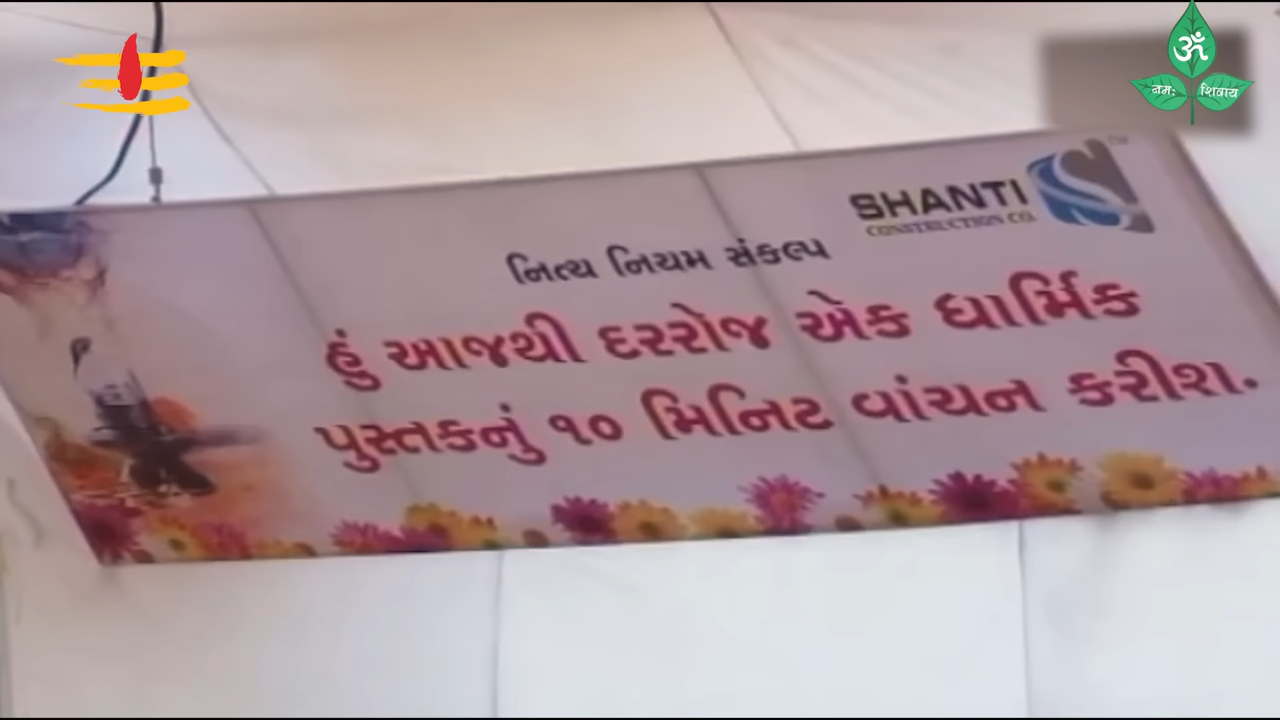 ॐ
नमः शिवाय
SHANTI
CONSTRUCTION CO.
નિત્ય નિયમ સંકલ્પ
હું આજથી દરરોજ એક ધાર્મિક
પુસ્તકનું ૧૦ મિનિટ વાંચન કરીશ.